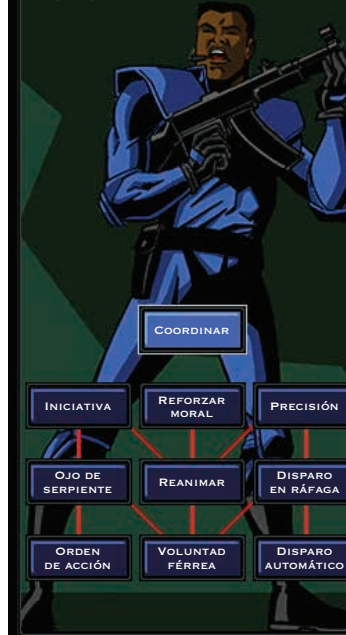 COORDINAR
INICIATIVA
REFORZAR
MORAL
PRECISIÓN
OJO DE
SERPIENTE
REANIMAR
DISPARO
EN RÁFAGA
ORDEN
DE ACCIÓN
VOLUNTAD
FÉRREA
DISPARO
AUTOMÁTICO